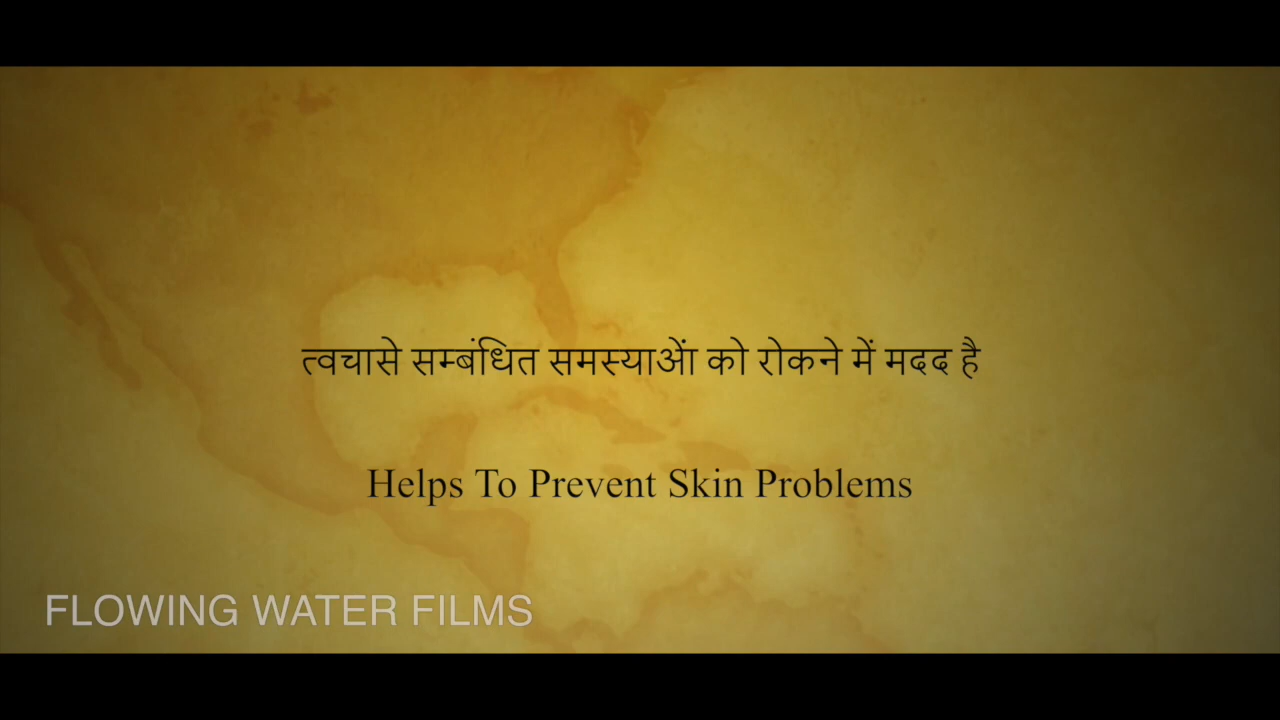 त्वचासे सम्बंधित समस्याओं को रोकने में मदद है
Helps To Prevent Skin Problems
FLOWING WATER FILMS